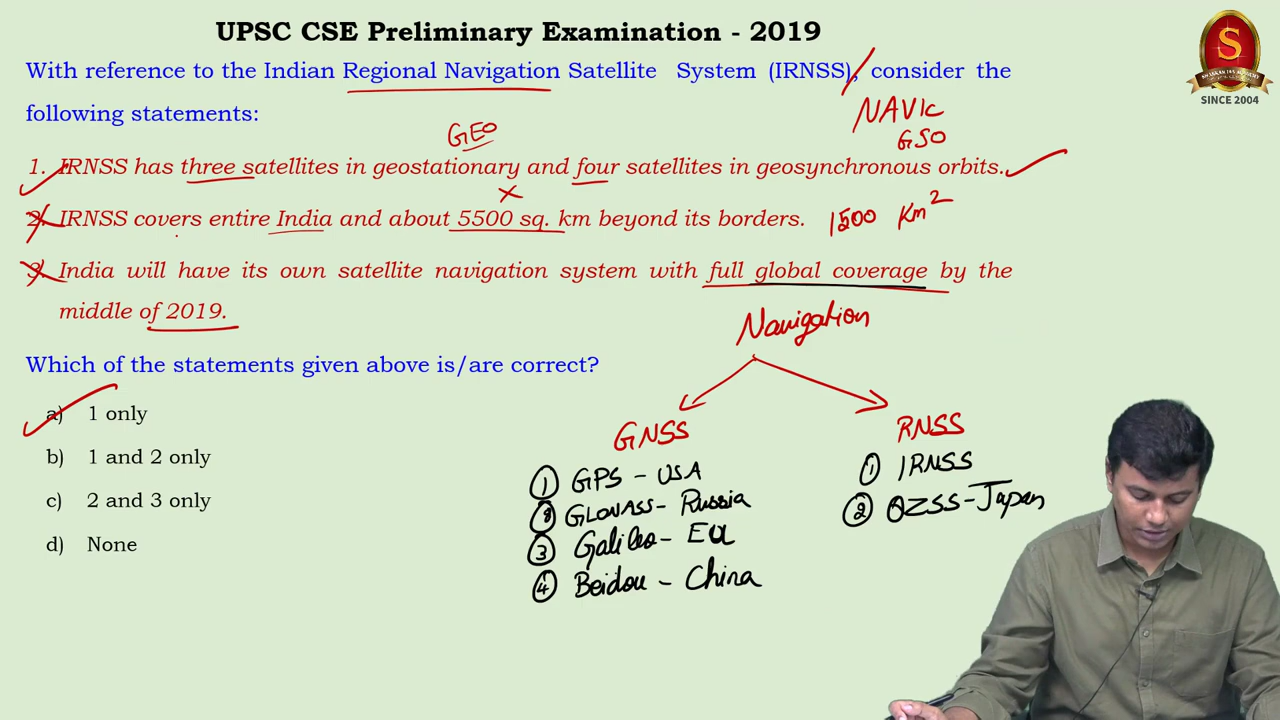 UPSC CSE Preliminary Examination - 2019
With reference to the Indian Regional Navigation Satellite System (IRNSS), consider the
following statements:
NAVIC
GEO
GSO
1. IRNSS has three satellites in geostationary and four satellites in geosynchronous orbits.
2. IRNSS covers entire India and about 5500 sq. km beyond its borders. 1500 Km²
3. India will have its own satellite navigation system with full global coverage by the
middle of 2019.
Navigation
Which of the statements given above is/are correct?
a) 1 only
b) 1 and 2 only
c) 2 and 3 only
d) None
GNSS
1 GPS - USA
GLONASS - Russia
3 Galileo - EU
4 Beidou - China
RNSS
1 IRNSS
2 QZSS - Japan
S
SINCE 2004